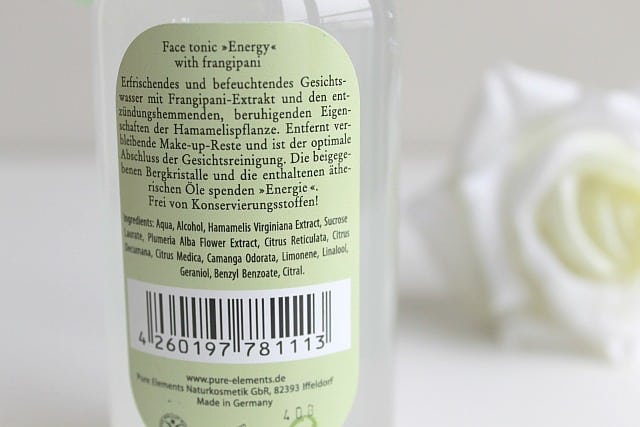 Face tonic »Energy«
with frangipani
Erfrischendes und befeuchtendes Gesichts-
wasser mit Frangipani-Extrakt und den ent-
zündungshemmenden, beruhigenden Eigen-
schaften der Hamamelispflanze. Entfernt ver-
bleibende Make-up-Reste und ist der optimale
Abschluss der Gesichtsreinigung. Die beigege-
benen Bergkristalle und die enthaltenen äthe-
rischen Öle spenden »Energie«.
Frei von Konservierungsstoffen!
Ingredients: Aqua, Alcohol, Hamamelis Virginiana Extract, Sucrose
Laurate, Plumeria Alba Flower Extract, Citrus Reticulata, Citrus
Decumana, Citrus Medica, Camanga Odorata, Limonene, Linalool,
Geraniol, Benzyl Benzoate, Citral.
4 260197 781113
www.pure-elements.de
Pure Elements Naturkosmetik GbR, 82393 Iffeldorf
Made in Germany